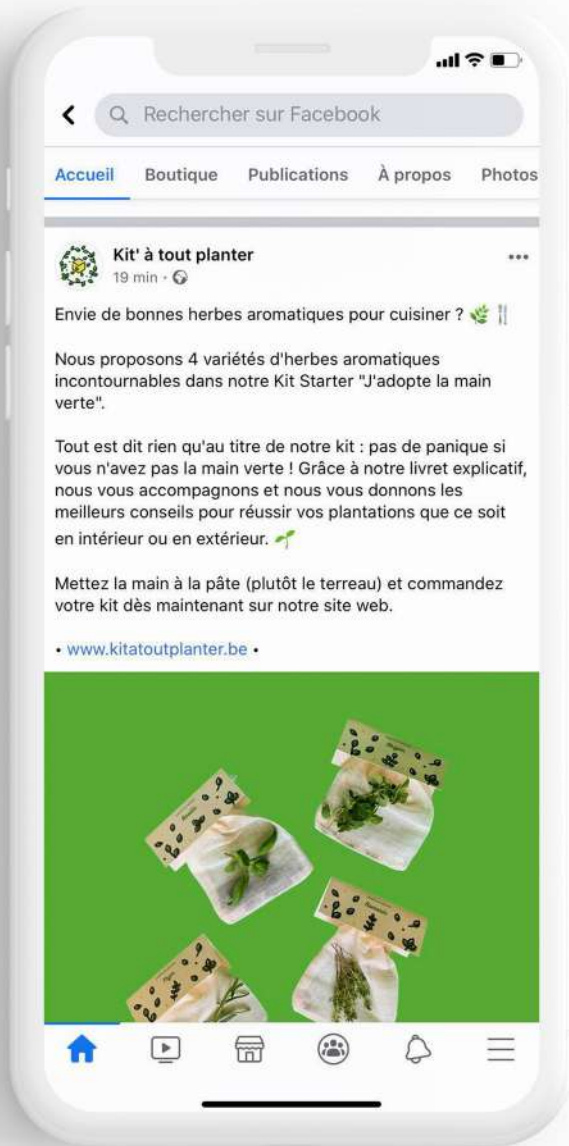 Rechercher sur Facebook
Accueil Boutique Publications À propos Photos
Kit' à tout planter
19 min
Envie de bonnes herbes aromatiques pour cuisiner ?
Nous proposons 4 variétés d'herbes aromatiques
incontournables dans notre Kit Starter "J'adopte la main
verte".
Tout est dit rien qu'au titre de notre kit : pas de panique si
vous n'avez pas la main verte ! Grâce à notre livret explicatif,
nous vous accompagnons et nous vous donnons les
meilleurs conseils pour réussir vos plantations que ce soit
en intérieur ou en extérieur.
Mettez la main à la pâte (plutôt le terreau) et commandez
votre kit dès maintenant sur notre site web.
• www.kitatoutplanter.be •